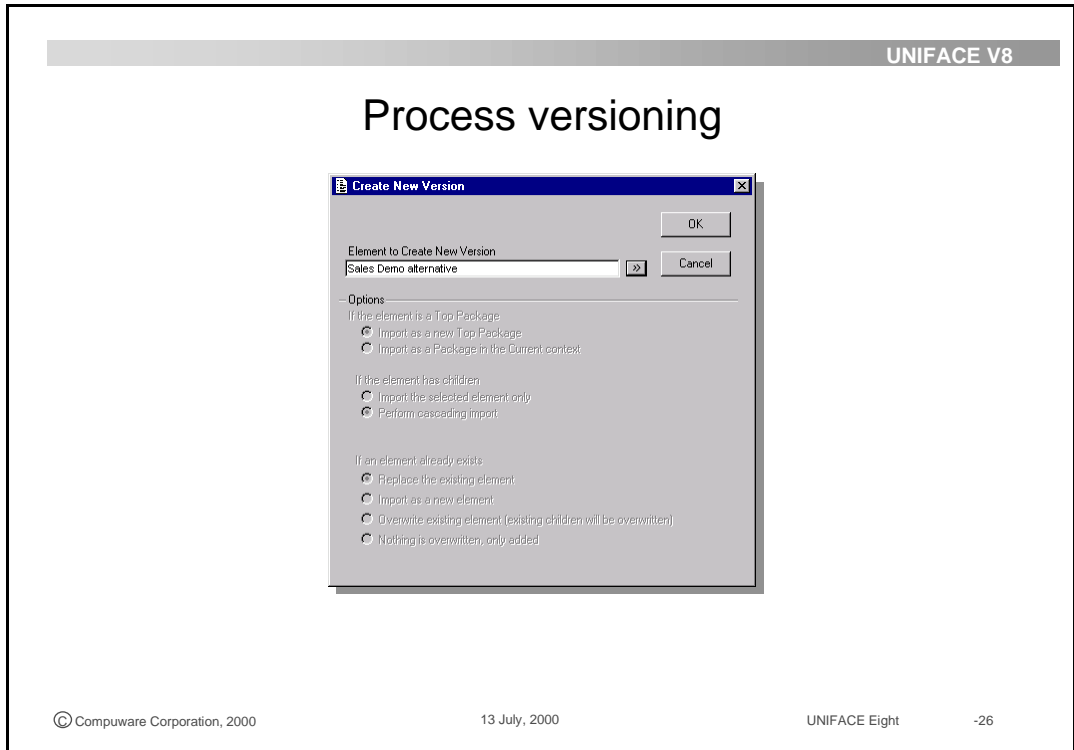 UNIFACE V8
Process versioning
Create New Version
OK
Element to Create New Version
Sales Demo alternative
>>
Cancel
Options
If the element is a Top Package
Import as a new Top Package
Import as a Package in the Current context
If the element has children
Import the selected element only
Perform cascading import
If an element already exists
Replace the existing element
Import as a new element
Overwrite existing element (existing children will be overwritten)
Nothing is overwritten, only added
© Compuware Corporation, 2000 13 July, 2000 UNIFACE Eight -26